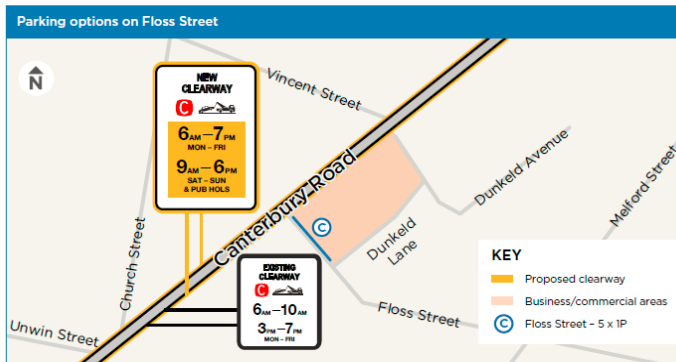 Parking options on Floss Street
N
NEW
CLEARWAY
C
6AM–7PM
MON – FRI
9AM–6PM
SAT – SUN
& PUB HOLS
Vincent Street
Canterbury Road
Dunkeld Avenue
Melford Street
Church Street
C
Dunkeld
Lane
EXISTING
CLEARWAY
C
6AM–10AM
3PM–7PM
MON – FRI
Floss Street
Unwin Street
KEY
Proposed clearway
Business/commercial areas
C Floss Street – 5 x 1P